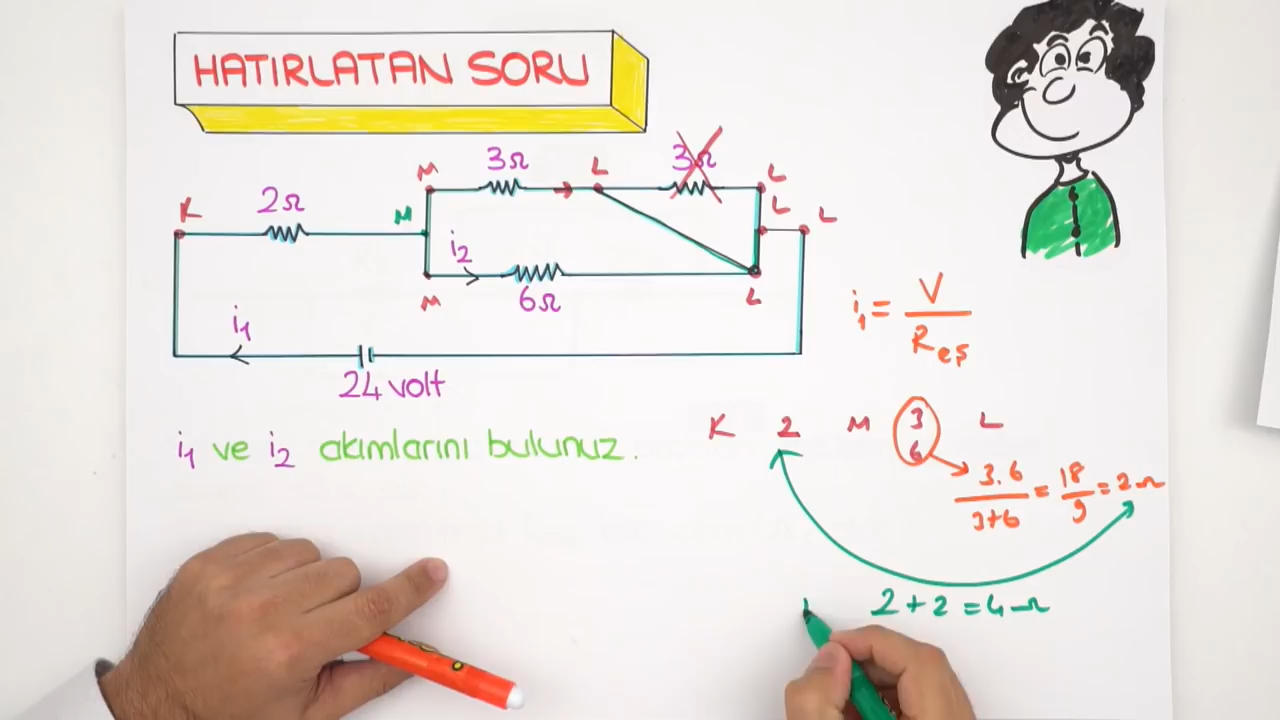 HATIRLATAN SORU
M 3Ω L 3Ω L
K 2Ω M L L
i2
M 6Ω L
i1
24 volt
i1 = V / Reş
i1 ve i2 akımlarını bulunuz.
K 2 M 3 L
6
3.6 / 3+6 = 18 / 9 = 2Ω
2 + 2 = 4Ω